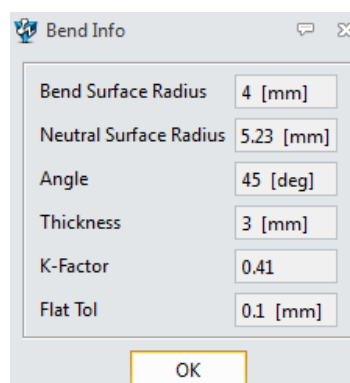 Bend Info
Bend Surface Radius 4 [mm]
Neutral Surface Radius 5.23 [mm]
Angle 45 [deg]
Thickness 3 [mm]
K-Factor 0.41
Flat Tol 0.1 [mm]
OK